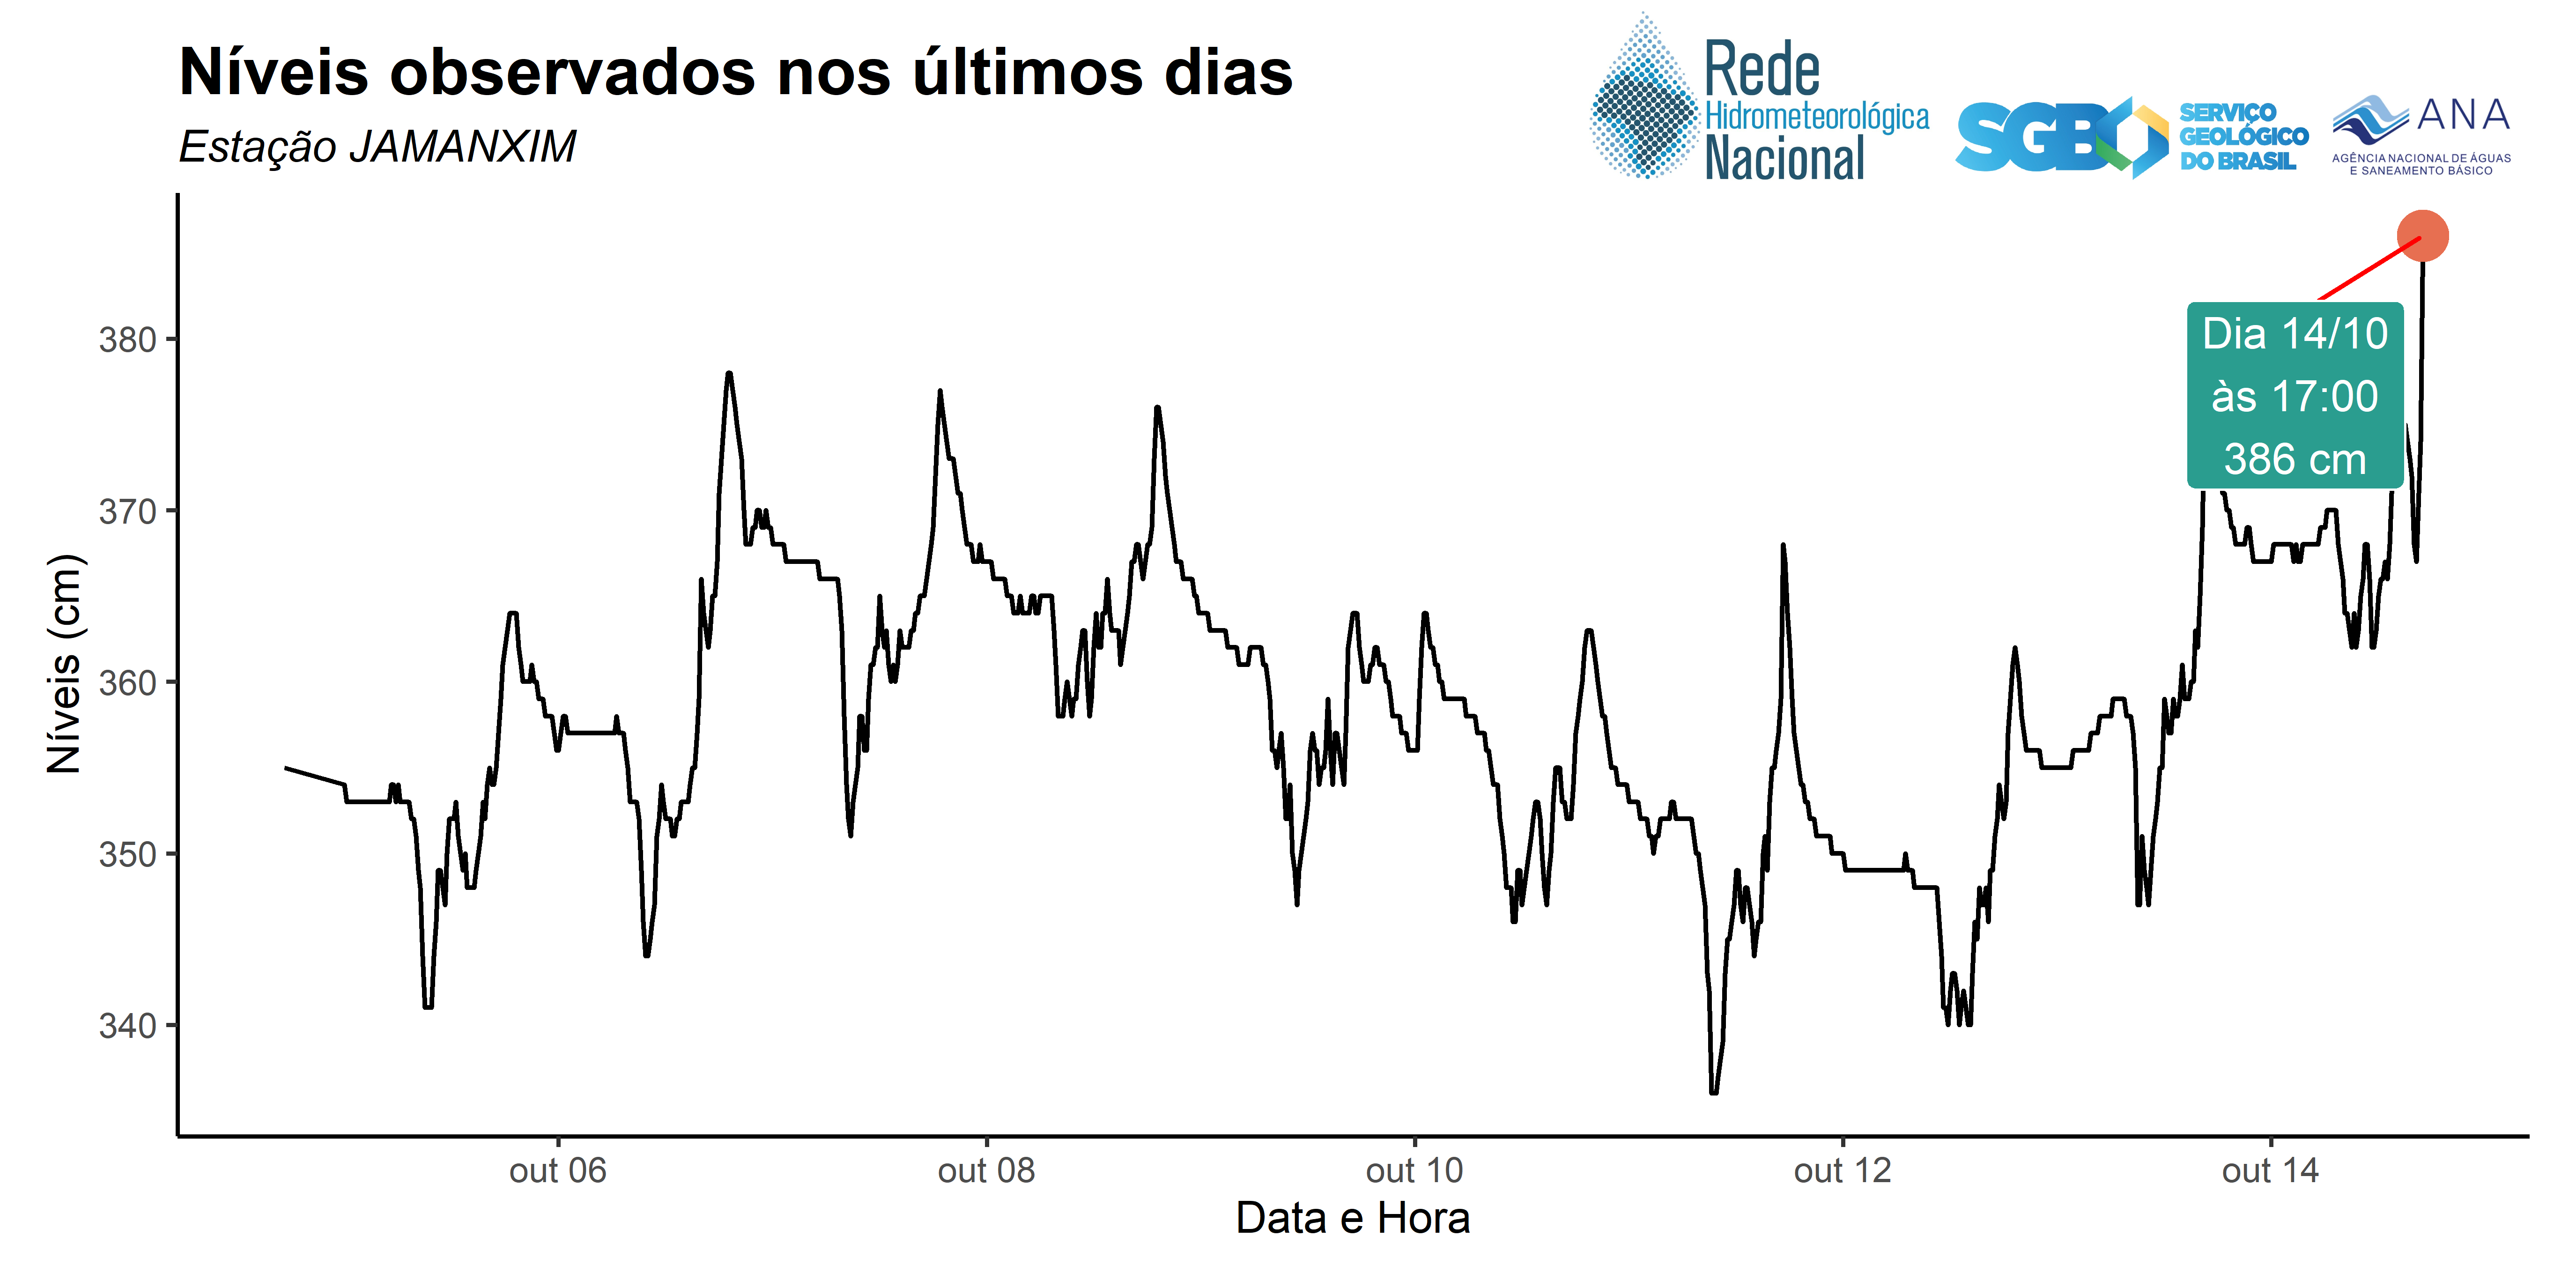 Níveis observados nos últimos dias
Estação JAMANXIM
Rede
Hidrometeorológica
Nacional
SGB
SERVIÇO
GEOLÓGICO
DO BRASIL
ANA
AGÊNCIA NACIONAL DE ÁGUAS
E SANEAMENTO BÁSICO
Dia 14/10
às 17:00
386 cm
Níveis (cm)
380
370
360
350
340
out 06
out 08
out 10
out 12
out 14
Data e Hora